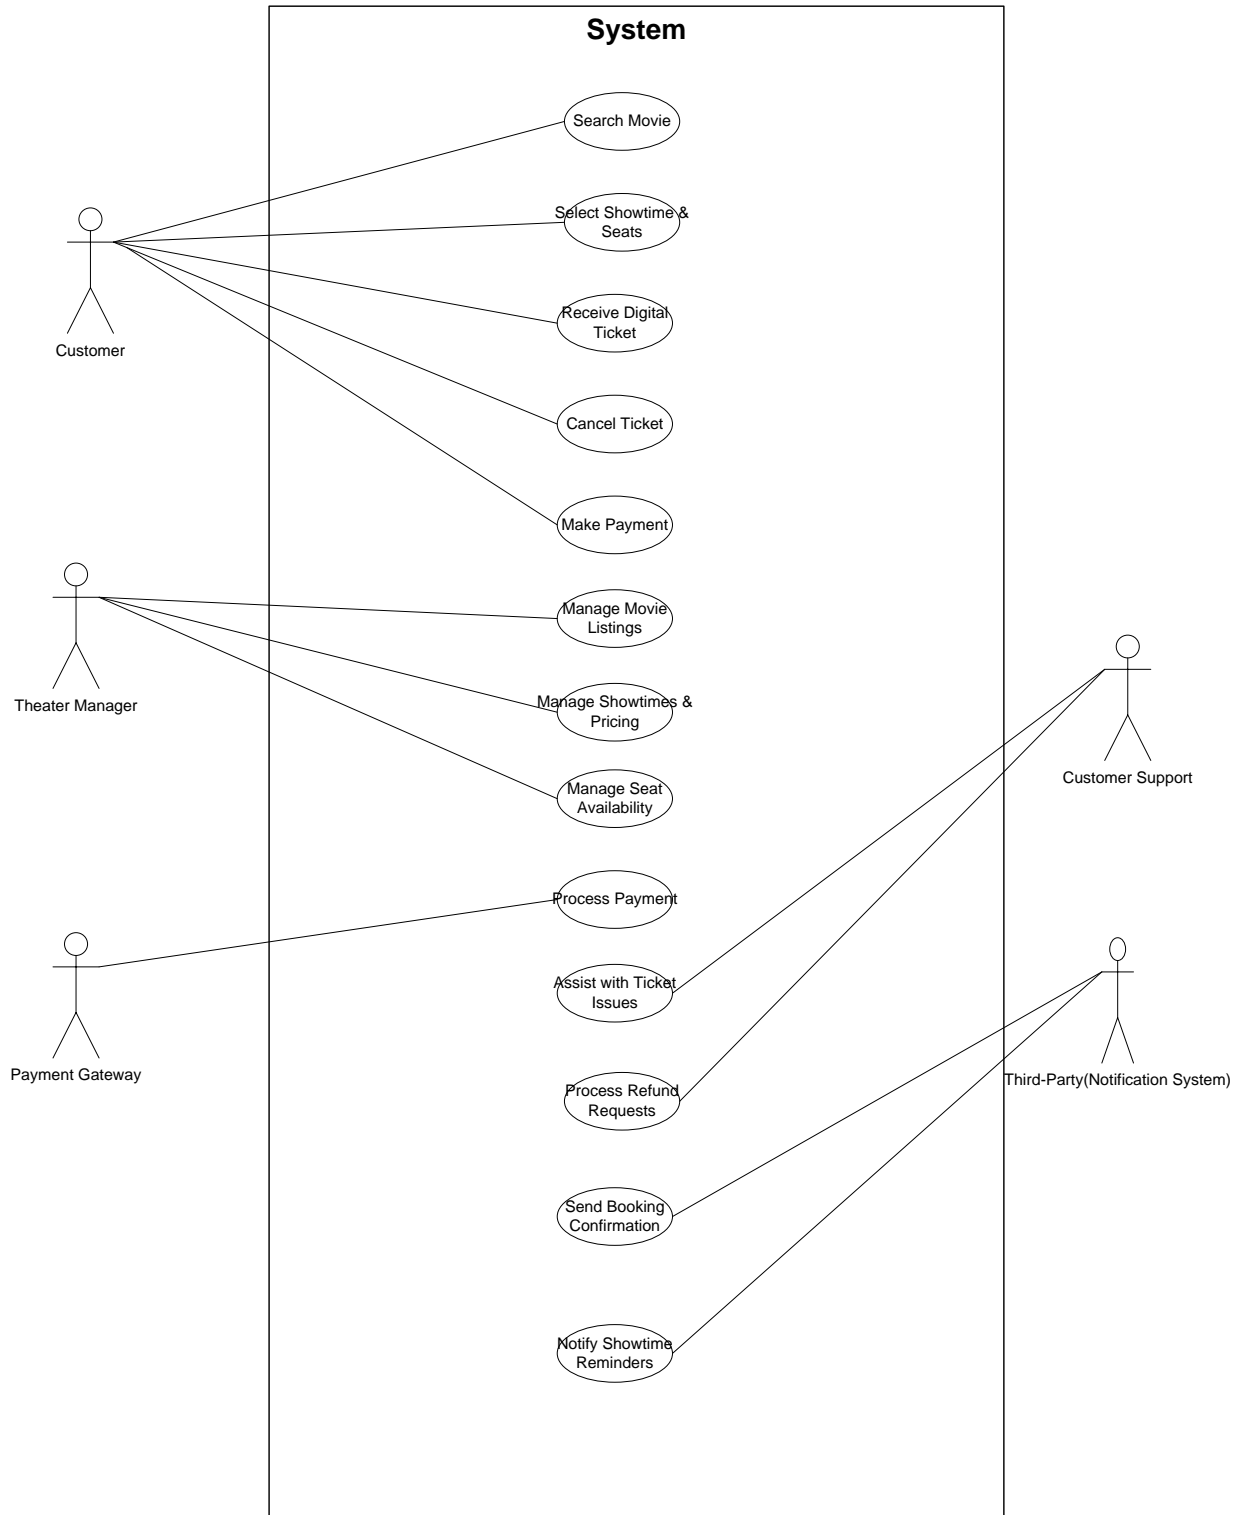 System
Search Movie
Select Showtime &
Seats
Receive Digital
Ticket
Customer
Cancel Ticket
Make Payment
Manage Movie
Listings
Theater Manager
Manage Showtimes &
Pricing
Customer Support
Manage Seat
Availability
Process Payment
Assist with Ticket
Issues
Payment Gateway
Third-Party(Notification System)
Process Refund
Requests
Send Booking
Confirmation
Notify Showtime
Reminders